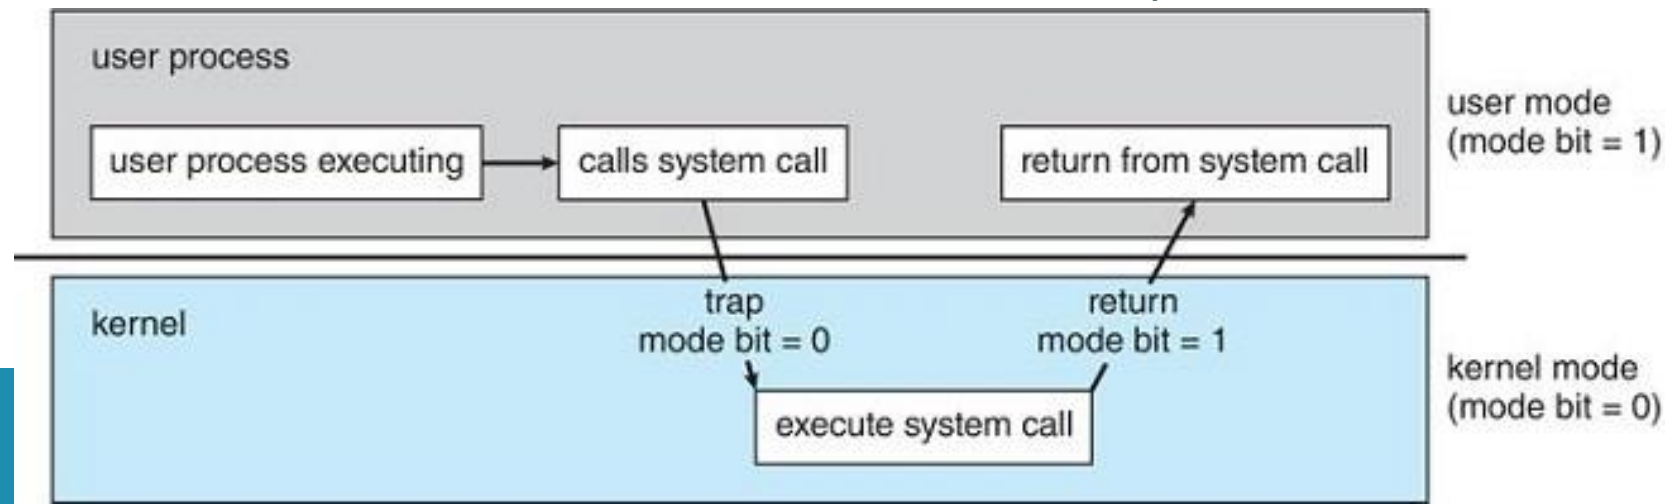 user process
user process executing
calls system call
return from system call
user mode
(mode bit = 1)
kernel
trap
mode bit = 0
return
mode bit = 1
execute system call
kernel mode
(mode bit = 0)